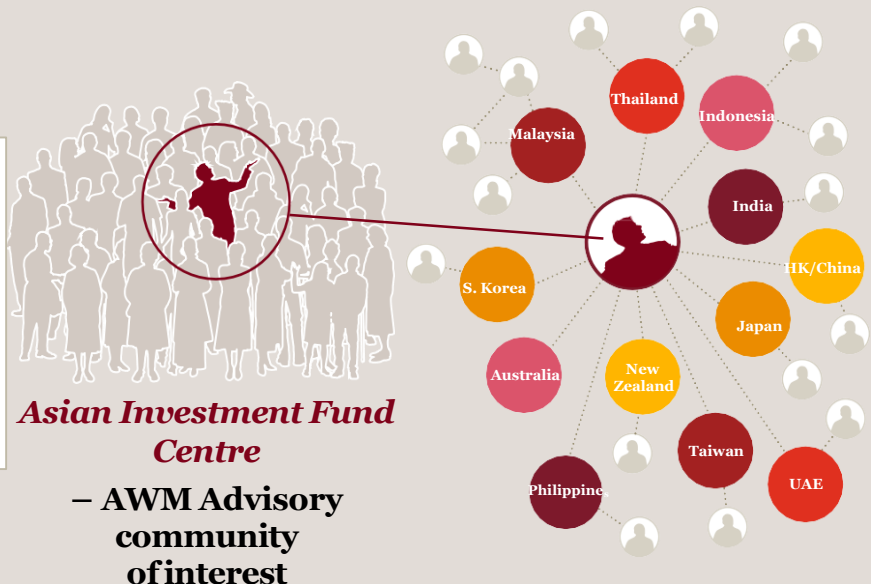 Thailand
Indonesia
Malaysia
India
HK/China
S. Korea
Japan
Australia
New
Zealand
Taiwan
UAE
Philippines
Asian Investment Fund
Centre
– AWM Advisory
community
of interest